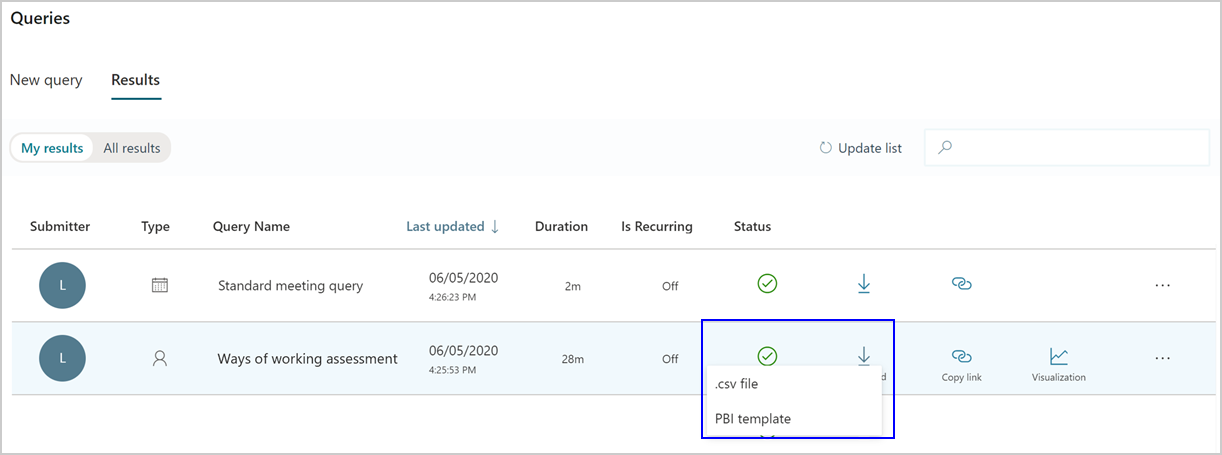 Queries
New query Results
My results All results Update list
Submitter Type Query Name Last updated ↓ Duration Is Recurring Status
L Standard meeting query 06/05/2020 2m Off
4:26:23 PM
L Ways of working assessment 06/05/2020 28m Off
4:25:53 PM
Copy link Visualization
.csv file
PBI template